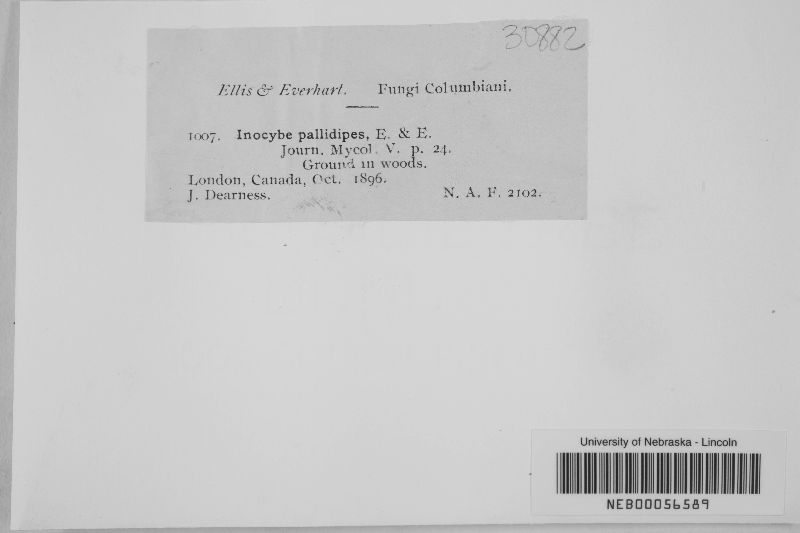 30882
Ellis & Everhart. Fungi Columbiani.
1007. Inocybe pallidipes, E. & E.
Journ. Mycol. V. p. 24.
Ground in woods.
London, Canada, Oct. 1896.
J. Dearness. N. A. F. 2102.
University of Nebraska - Lincoln
NEB00056589